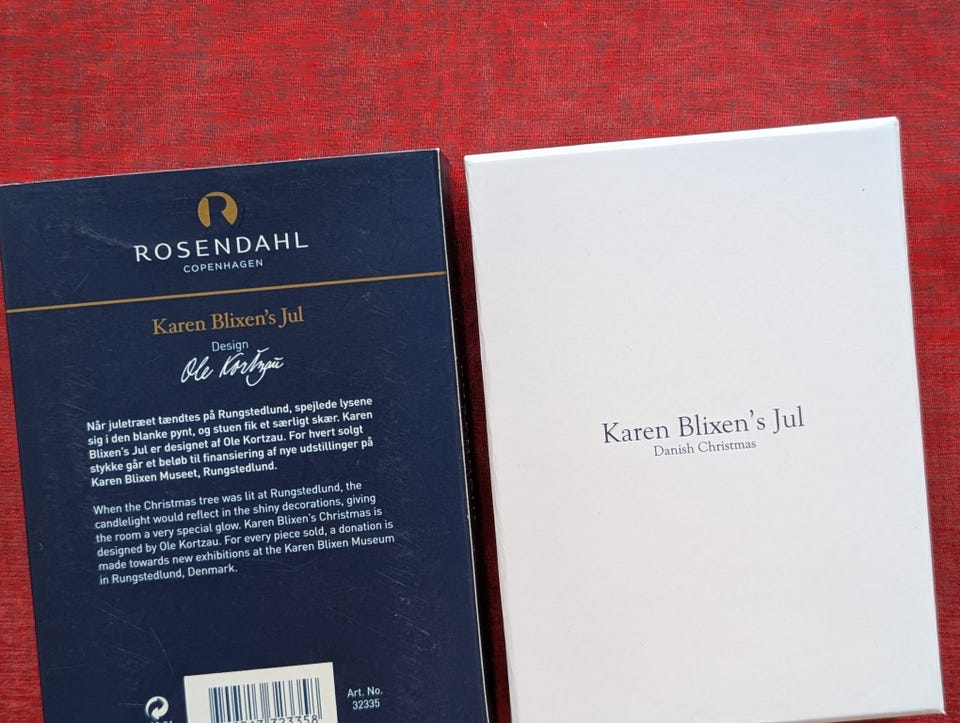 ROSENDAHL
COPENHAGEN
Karen Blixen's Jul
Design
Ole Kortzau
Når juletræet tændtes på Rungstedlund, spejlede lysene
sig i den blanke pynt, og stuen fik et særligt skær. Karen
Blixen's Jul er designet af Ole Kortzau. For hvert solgt
stykke går et beløb til finansiering af nye udstillinger på
Karen Blixen Museet, Rungstedlund.
When the Christmas tree was lit at Rungstedlund, the
candlelight would reflect in the shiny decorations, giving
the room a very special glow. Karen Blixen's Christmas is
designed by Ole Kortzau. For every piece sold, a donation is
made towards new exhibitions at the Karen Blixen Museum
in Rungstedlund, Denmark.
Art. No.
32335
Karen Blixen's Jul
Danish Christmas